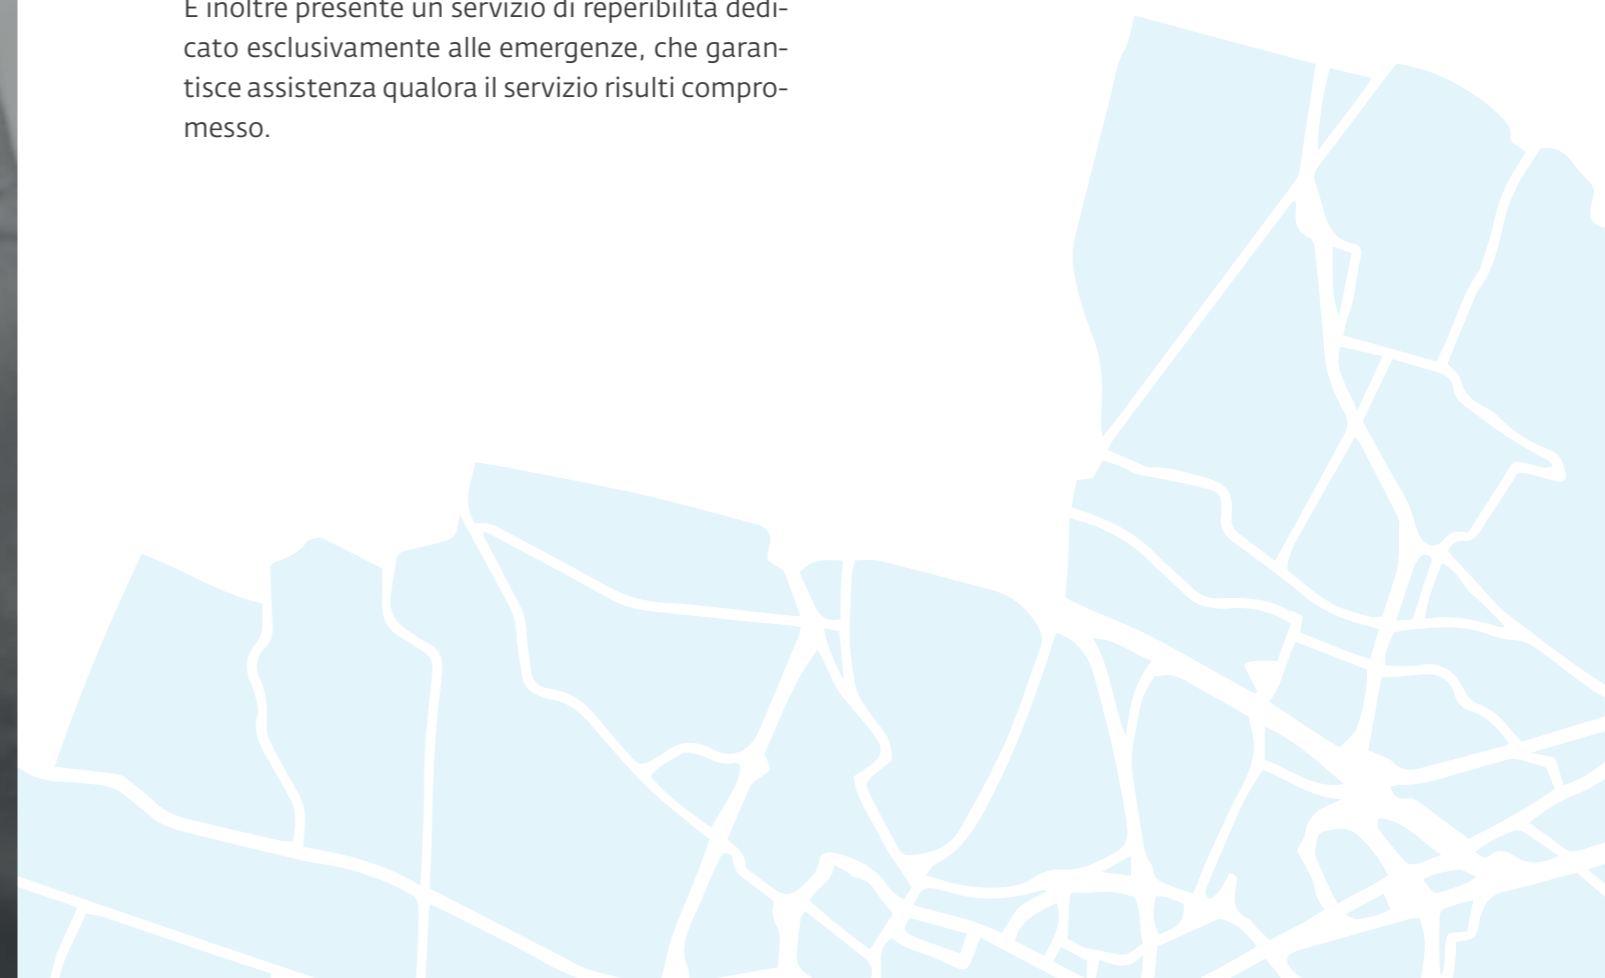 È inoltre presente un servizio di reperibilità dedi-
cato esclusivamente alle emergenze, che garan-
tisce assistenza qualora il servizio risulti compro-
messo.